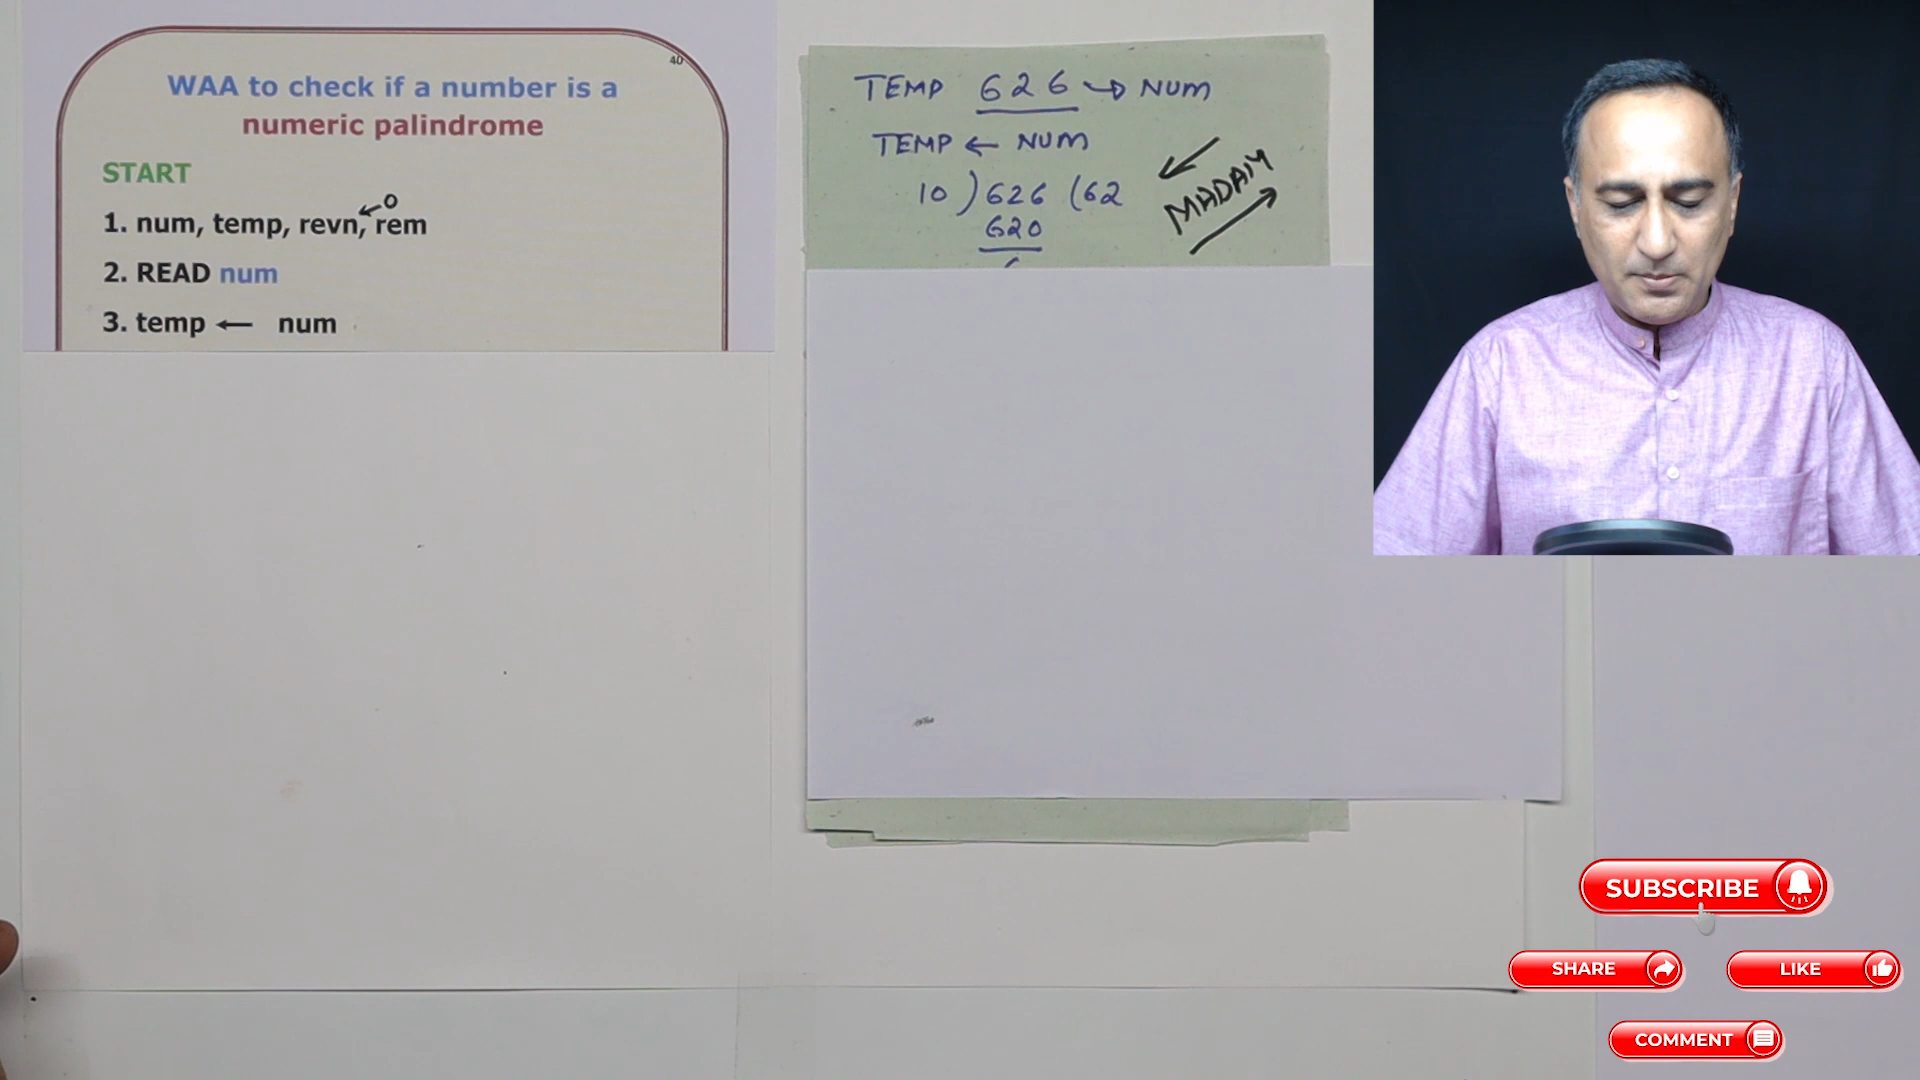 40
WAA to check if a number is a
numeric palindrome
START
0
1. num, temp, revn, rem
2. READ num
3. temp ← num
TEMP 626 → NUM
TEMP ← NUM
10 ) 626 ( 62
620
6
MADAM
SUBSCRIBE
SHARE
LIKE
COMMENT